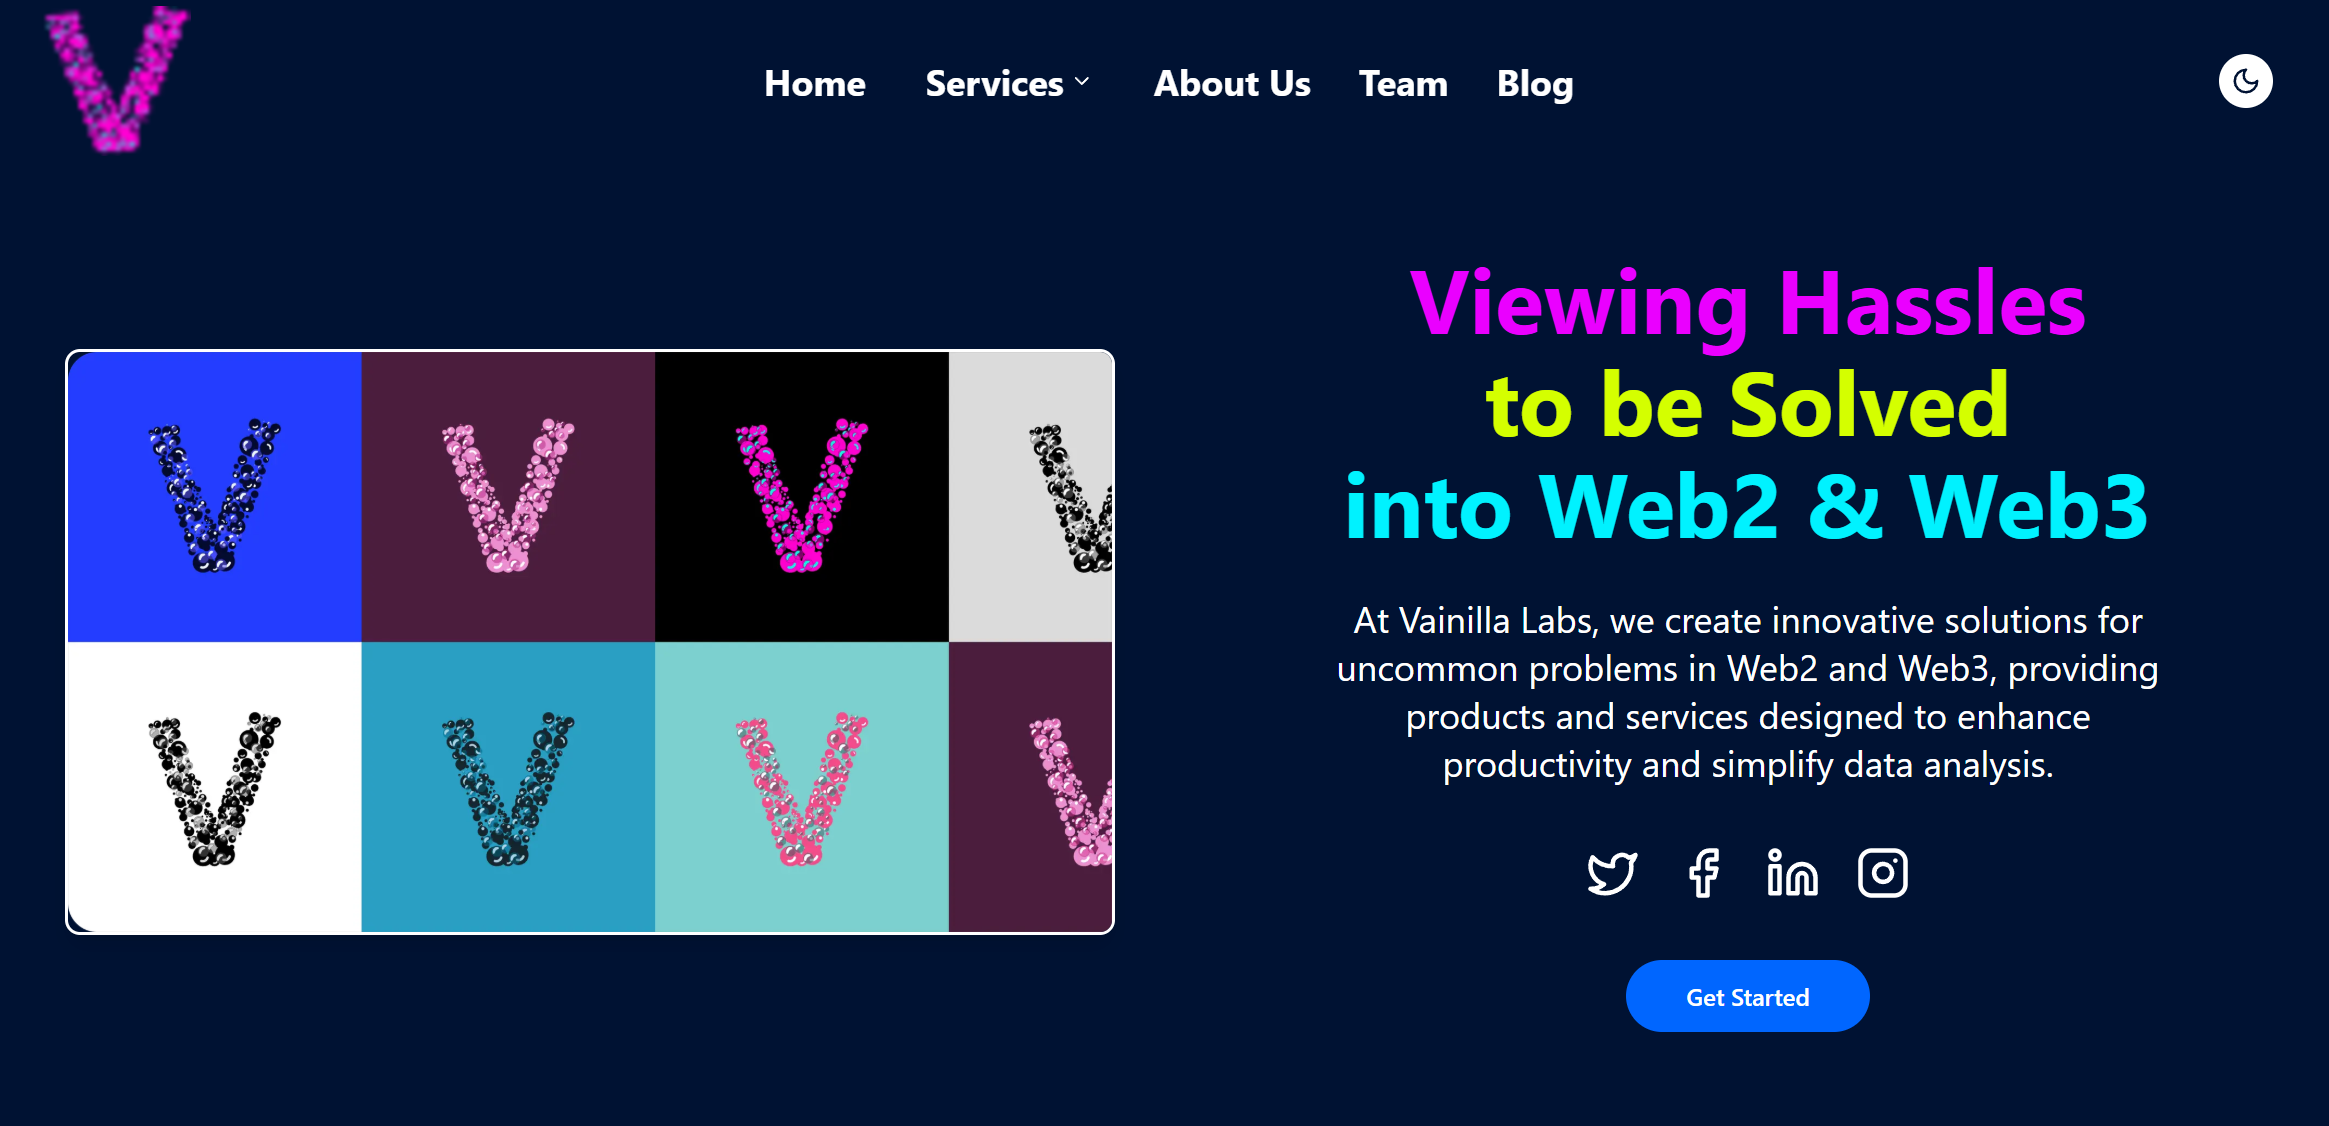 V
Home Services About Us Team Blog
Viewing Hassles
to be Solved
into Web2 & Web3
At Vainilla Labs, we create innovative solutions for
uncommon problems in Web2 and Web3, providing
products and services designed to enhance
productivity and simplify data analysis.
Get Started
V V V V
V V V V